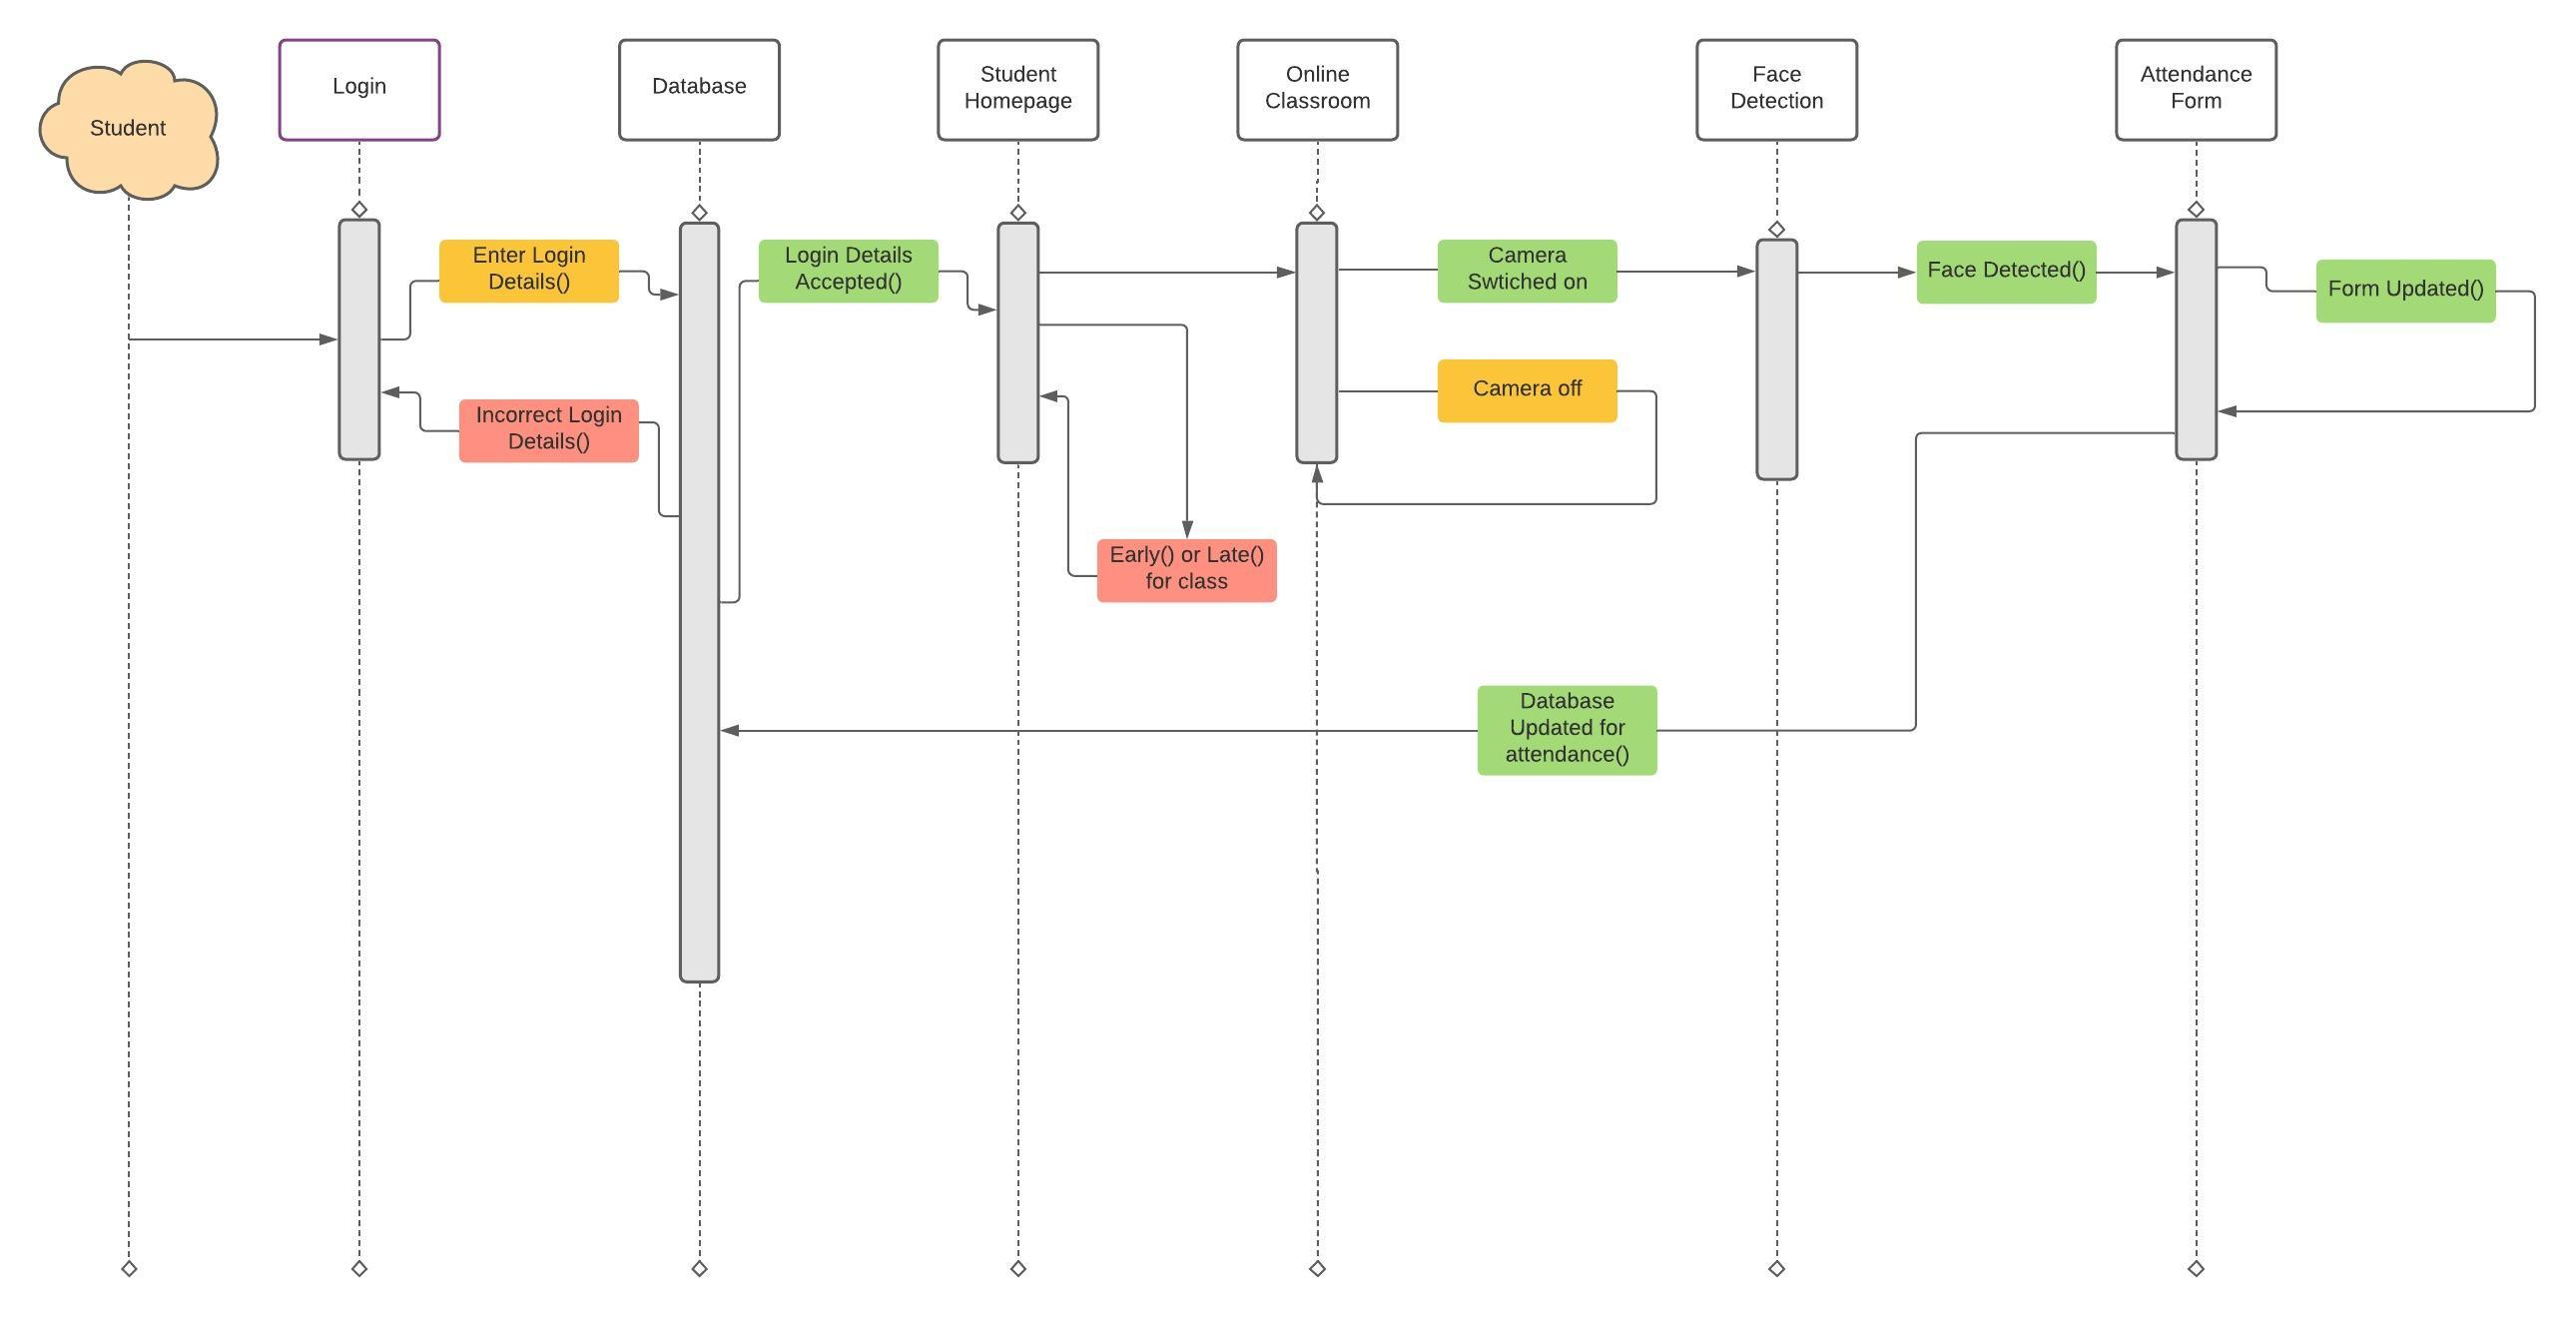 Student
Login
Database
Student
Homepage
Online
Classroom
Face
Detection
Attendance
Form
Enter Login
Details()
Login Details
Accepted()
Camera
Swtiched on
Face Detected()
Form Updated()
Camera off
Incorrect Login
Details()
Early() or Late()
for class
Database
Updated for
attendance()